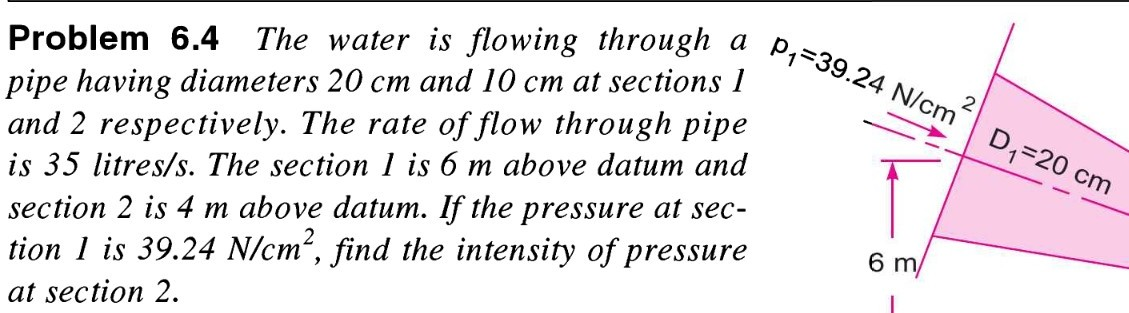 Problem 6.4 The water is flowing through a
pipe having diameters 20 cm and 10 cm at sections 1
and 2 respectively. The rate of flow through pipe
is 35 litres/s. The section 1 is 6 m above datum and
section 2 is 4 m above datum. If the pressure at sec-
tion 1 is 39.24 N/cm², find the intensity of pressure
at section 2.
p₁=39.24 N/cm²
D₁=20 cm
6 m